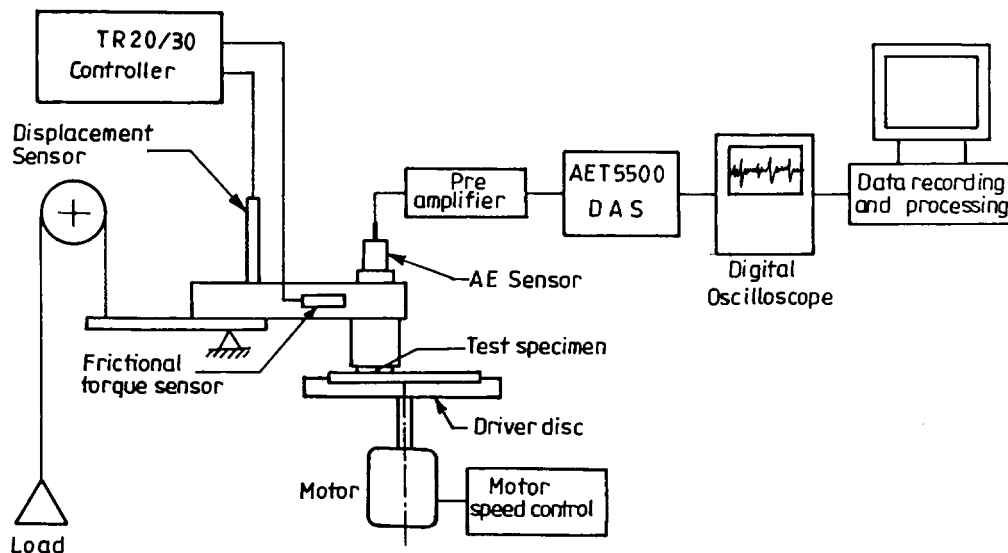 TR20/30
Controller
Displacement
Sensor
Pre
amplifier
AET5500
DAS
Data recording
and processing
AE Sensor
Digital
Oscilloscope
Frictional
torque sensor
Test specimen
Driver disc
Motor
Motor
speed control
Load